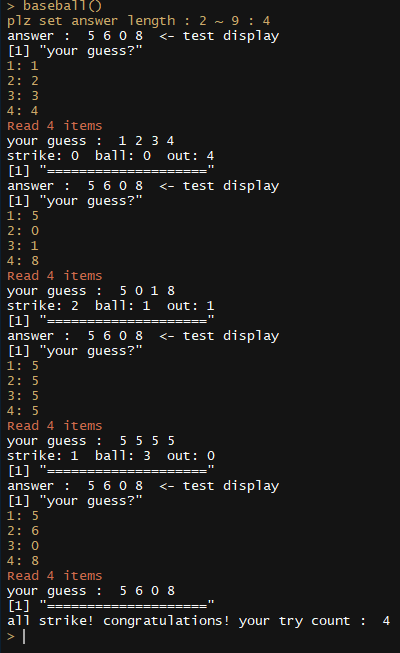 > baseball()
plz set answer length : 2 ~ 9 : 4
answer :  5 6 0 8  <- test display
[1] "your guess?"
1: 1
2: 2
3: 3
4: 4
Read 4 items
your guess :  1 2 3 4
strike: 0  ball: 0  out: 4
[1] "===================="
answer :  5 6 0 8  <- test display
[1] "your guess?"
1: 5
2: 0
3: 1
4: 8
Read 4 items
your guess :  5 0 1 8
strike: 2  ball: 1  out: 1
[1] "===================="
answer :  5 6 0 8  <- test display
[1] "your guess?"
1: 5
2: 5
3: 5
4: 5
Read 4 items
your guess :  5 5 5 5
strike: 1  ball: 3  out: 0
[1] "===================="
answer :  5 6 0 8  <- test display
[1] "your guess?"
1: 5
2: 6
3: 0
4: 8
Read 4 items
your guess :  5 6 0 8
[1] "===================="
all strike! congratulations! your try count :  4
>